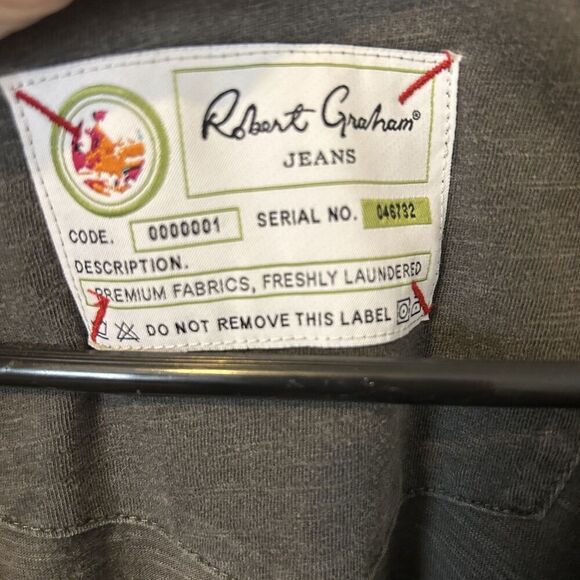 Robert Graham®
JEANS
CODE. 0000001 SERIAL NO. 046732
DESCRIPTION.
PREMIUM FABRICS, FRESHLY LAUNDERED
DO NOT REMOVE THIS LABEL